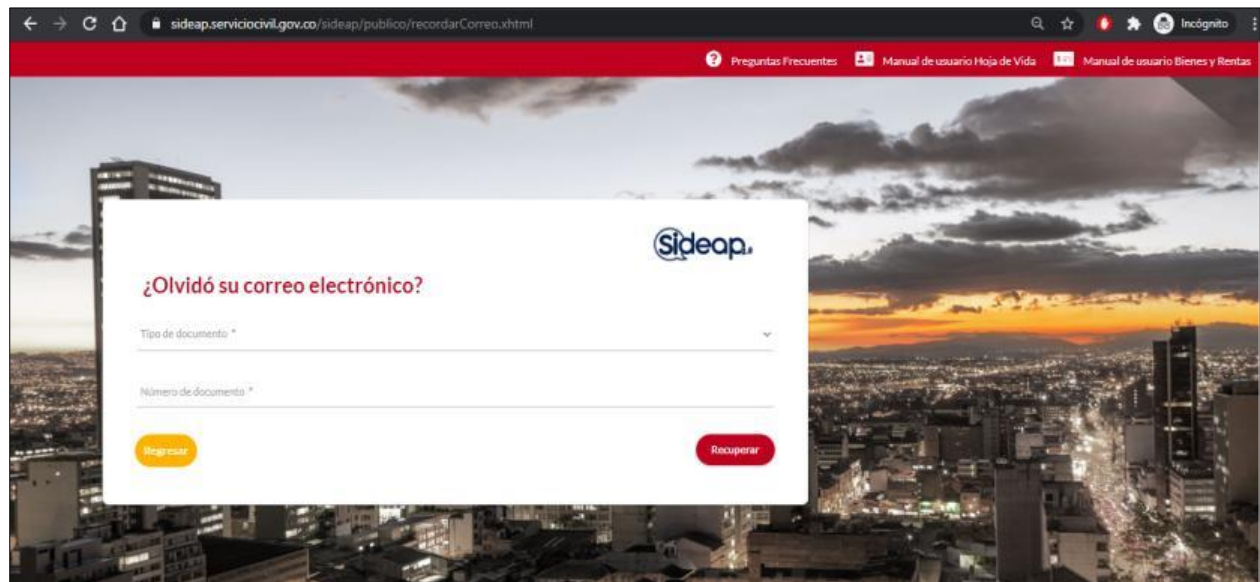 sideap.serviciocivil.gov.co/sideap/publico/recordarCorreo.xhtml
Incógnito
Preguntas Frecuentes
Manual de usuario Hoja de Vida
Manual de usuario Bienes y Rentas
Sideap
¿Olvidó su correo electrónico?
Tipo de documento *
Número de documento *
Regresar
Recuperar